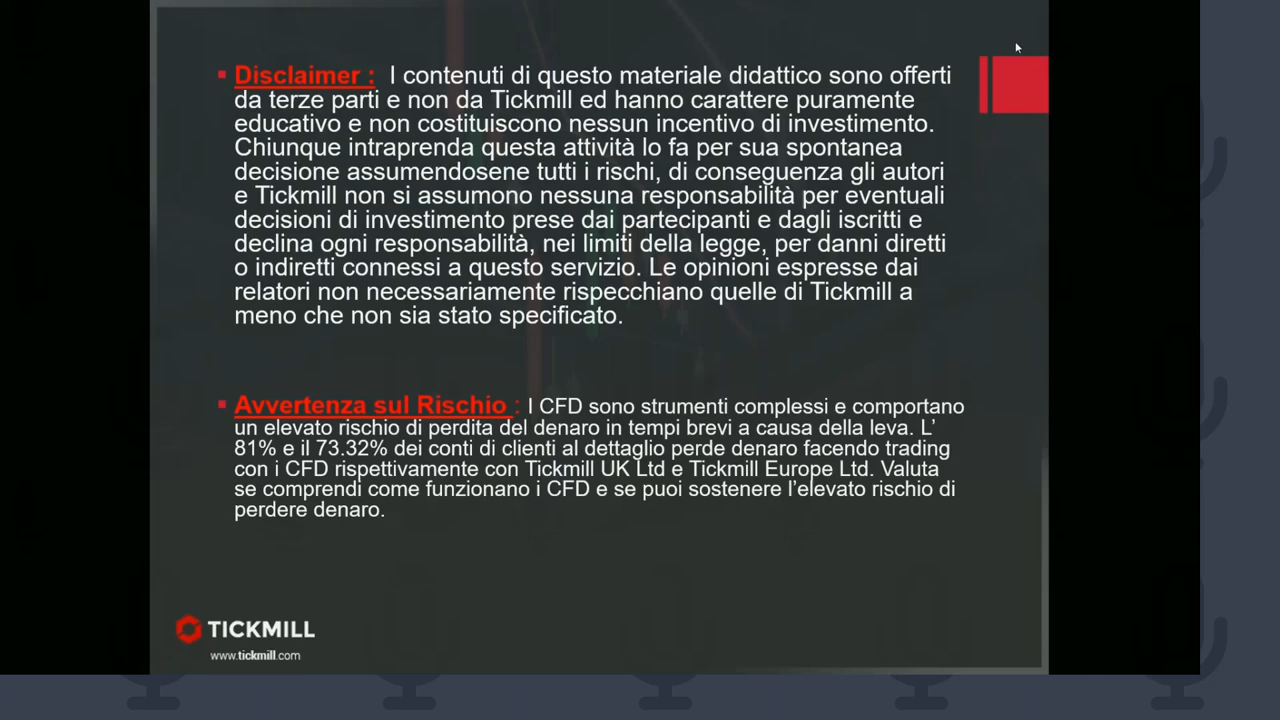 ▪ Disclaimer : I contenuti di questo materiale didattico sono offerti
da terze parti e non da Tickmill ed hanno carattere puramente
educativo e non costituiscono nessun incentivo di investimento.
Chiunque intraprenda questa attività lo fa per sua spontanea
decisione assumendosene tutti i rischi, di conseguenza gli autori
e Tickmill non si assumono nessuna responsabilità per eventuali
decisioni di investimento prese dai partecipanti e dagli iscritti e
declina ogni responsabilità, nei limiti della legge, per danni diretti
o indiretti connessi a questo servizio. Le opinioni espresse dai
relatori non necessariamente rispecchiano quelle di Tickmill a
meno che non sia stato specificato.
▪ Avvertenza sul Rischio : I CFD sono strumenti complessi e comportano
un elevato rischio di perdita del denaro in tempi brevi a causa della leva. L’
81% e il 73.32% dei conti di clienti al dettaglio perde denaro facendo trading
con i CFD rispettivamente con Tickmill UK Ltd e Tickmill Europe Ltd. Valuta
se comprendi come funzionano i CFD e se puoi sostenere l’elevato rischio di
perdere denaro.
TICKMILL
www.tickmill.com